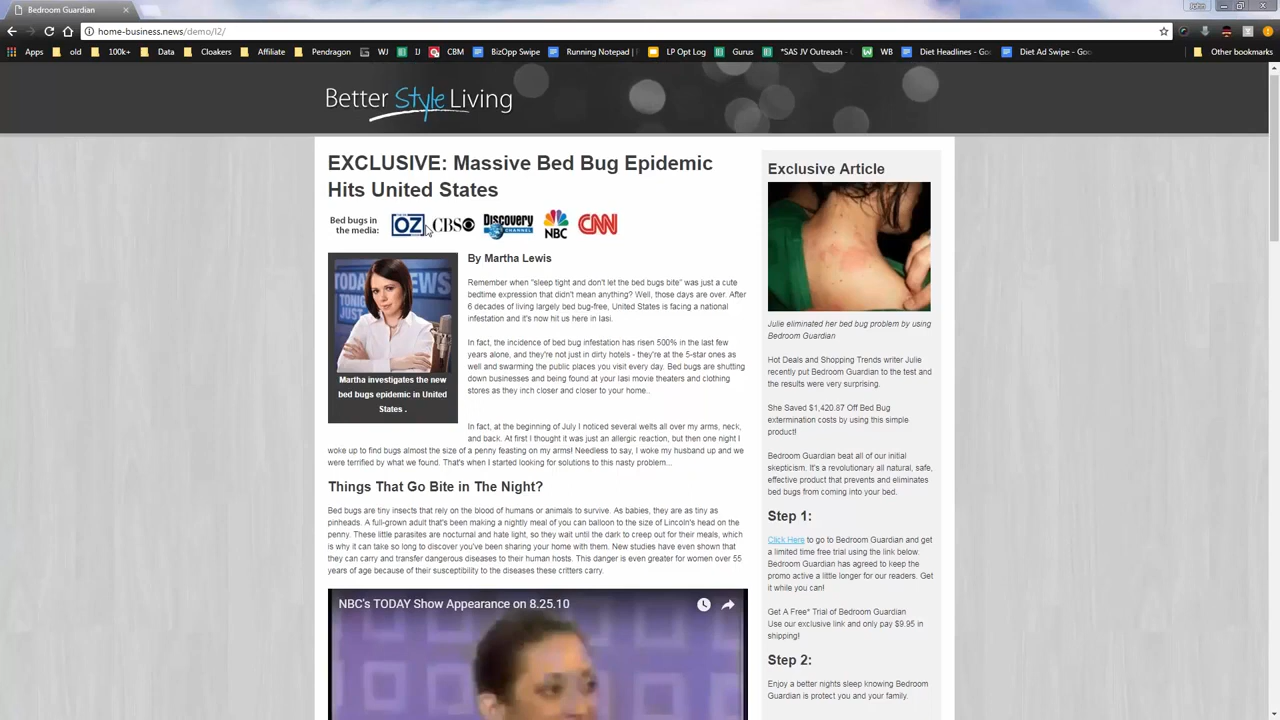 Bedroom Guardian
john
home-business.news/demo/l2/
Apps old 100k+ Data Cloakers Affiliate Pendragon WJ IJ CBM BizOpp Swipe Running Notepad | LP Opt Log Gurus *SAS JV Outreach - G WB Diet Headlines - Go Diet Ad Swipe - Goo Other bookmarks
Better Style Living
EXCLUSIVE: Massive Bed Bug Epidemic
Hits United States
Bed bugs in
the media:
OZ CBS Discovery CHANNEL NBC CNN
By Martha Lewis
Remember when "sleep tight and don't let the bed bugs bite" was just a cute
bedtime expression that didn't mean anything? Well, those days are over. After
6 decades of living largely bed bug-free, United States is facing a national
infestation and it's now hit us here in Iasi.
In fact, the incidence of bed bug infestation has risen 500% in the last few
years alone, and they're not just in dirty hotels - they're at the 5-star ones as
well and swarming the public places you visit every day. Bed bugs are shutting
down businesses and being found at your Iasi movie theaters and clothing
stores as they inch closer and closer to your home..
TODAY NEWS
TONIG
JUST
Martha investigates the new
bed bugs epidemic in United
States .
In fact, at the beginning of July I noticed several welts all over my arms, neck,
and back. At first I thought it was just an allergic reaction, but then one night I
woke up to find bugs almost the size of a penny feasting on my arms! Needless to say, I woke my husband up and we
were terrified by what we found. That's when I started looking for solutions to this nasty problem...
Things That Go Bite in The Night?
Bed bugs are tiny insects that rely on the blood of humans or animals to survive. As babies, they are as tiny as
pinheads. A full-grown adult that's been making a nightly meal of you can balloon to the size of Lincoln's head on the
penny. These little parasites are nocturnal and hate light, so they wait until the dark to creep out for their meals, which
is why it can take so long to discover you've been sharing your home with them. New studies have even shown that
they can carry and transfer dangerous diseases to their human hosts. This danger is even greater for women over 55
years of age because of their susceptibility to the diseases these critters carry.
NBC's TODAY Show Appearance on 8.25.10
Exclusive Article
Julie eliminated her bed bug problem by using
Bedroom Guardian
Hot Deals and Shopping Trends writer Julie
recently put Bedroom Guardian to the test and
the results were very surprising.
She Saved $1,420.87 Off Bed Bug
extermination costs by using this simple
product!
Bedroom Guardian beat all of our initial
skepticism. It's a revolutionary all natural, safe,
effective product that prevents and eliminates
bed bugs from coming into your bed.
Step 1:
Click Here to go to Bedroom Guardian and get
a limited time free trial using the link below.
Bedroom Guardian has agreed to keep the
promo active a little longer for our readers. Get
it while you can!
Get A Free* Trial of Bedroom Guardian
Use our exclusive link and only pay $9.95 in
shipping!
Step 2:
Enjoy a better nights sleep knowing Bedroom
Guardian is protect you and your family.